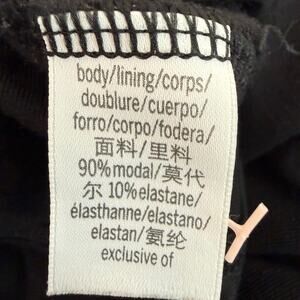 body/lining/corps/
doublure/cuerpo/
forro/corpo/fodera/
面料/里料
90%modal/莫代
尔 10%elastane/
élasthanne/elastano/
elastan/氨纶
exclusive of